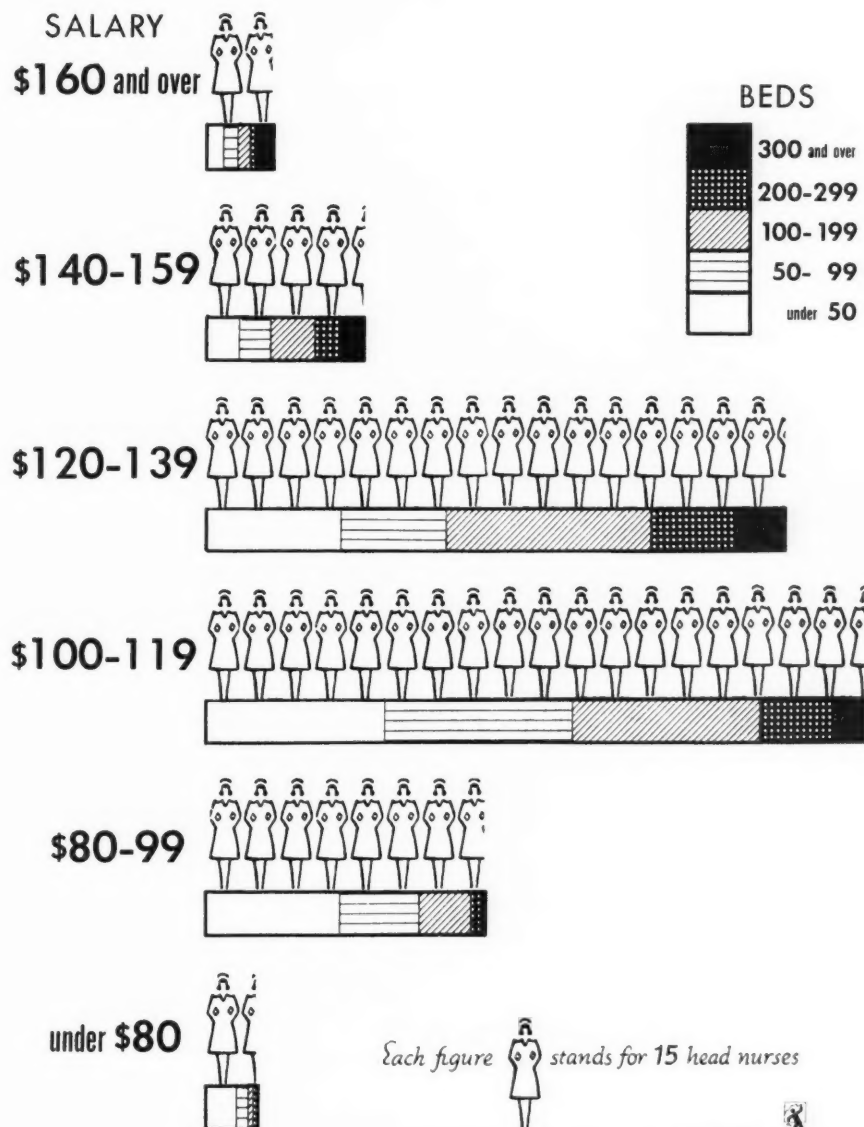 SALARY
$160 and over
BEDS
300 and over
200-299
100-199
50- 99
under 50
$140-159
$120-139
$100-119
$80-99
under $80
Each figure stands for 15 head nurses